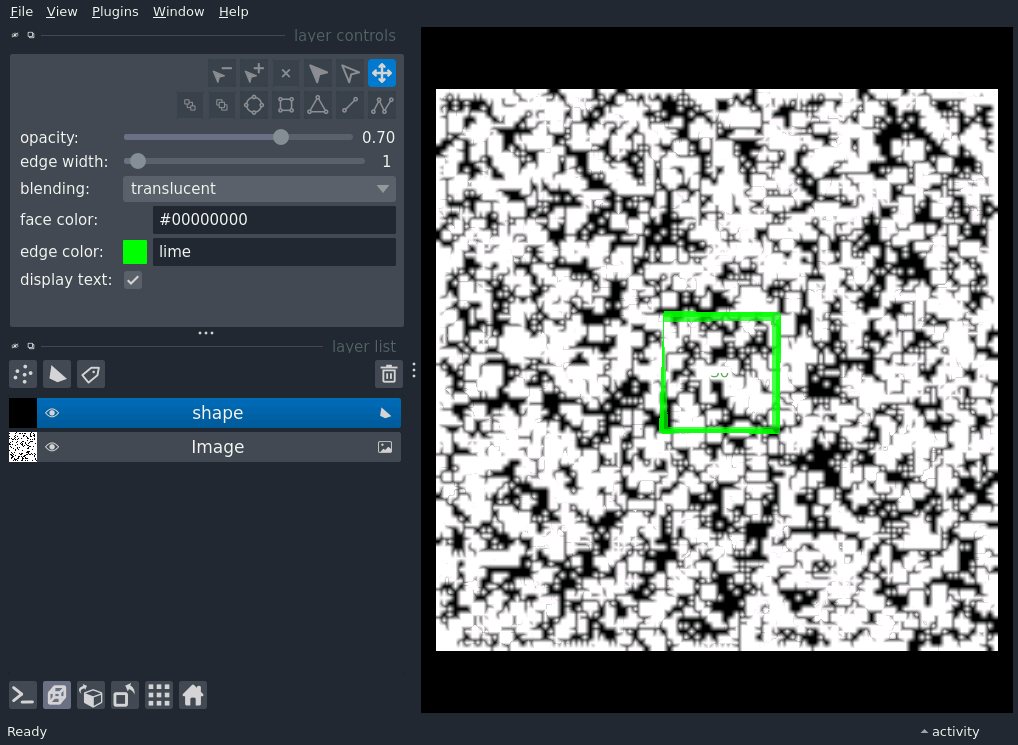 File View Plugins Window Help
layer controls
opacity: 0.70
edge width: 1
blending: translucent
face color: #00000000
edge color: lime
display text:
layer list
shape
Image
Ready
activity